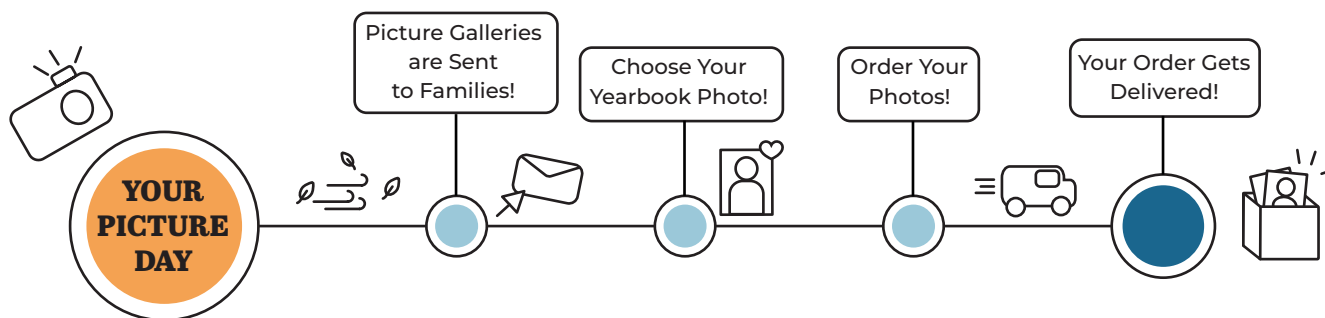 Picture Galleries
are Sent
to Families!
Choose Your
Yearbook Photo!
Order Your
Photos!
Your Order Gets
Delivered!
YOUR
PICTURE
DAY